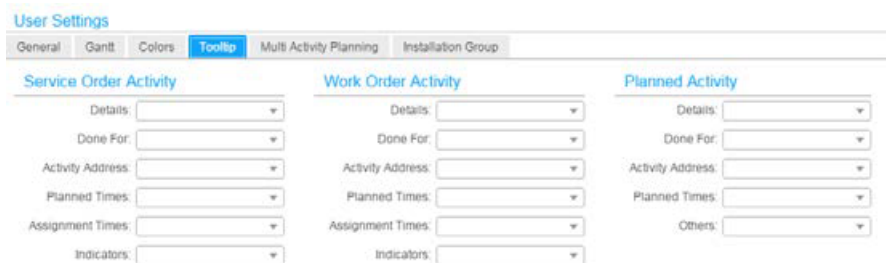 User Settings
General Gantt Colors Tooltip Multi Activity Planning Installation Group
Service Order Activity Work Order Activity Planned Activity
Details: Details: Details:
Done For: Done For: Done For:
Activity Address: Activity Address: Activity Address:
Planned Times: Planned Times: Planned Times:
Assignment Times: Assignment Times: Others:
Indicators: Indicators: